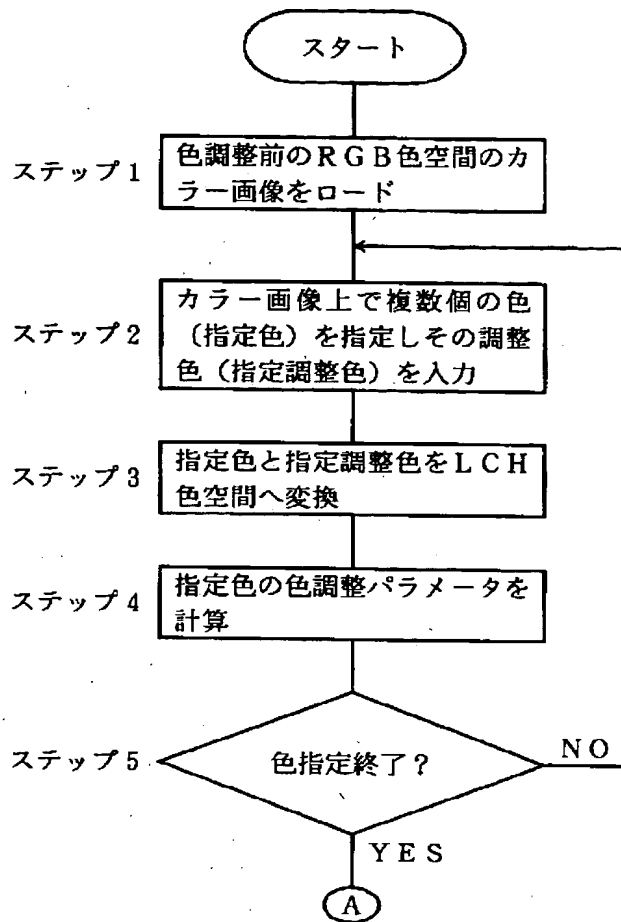 スタート
ステップ1
色調整前のRGB色空間のカ
ラー画像をロード
ステップ2
カラー画像上で複数個の色
(指定色)を指定しその調整
色(指定調整色)を入力
ステップ3
指定色と指定調整色をLCH
色空間へ変換
ステップ4
指定色の色調整パラメータを
計算
ステップ5
色指定終了?
NO
YES
A